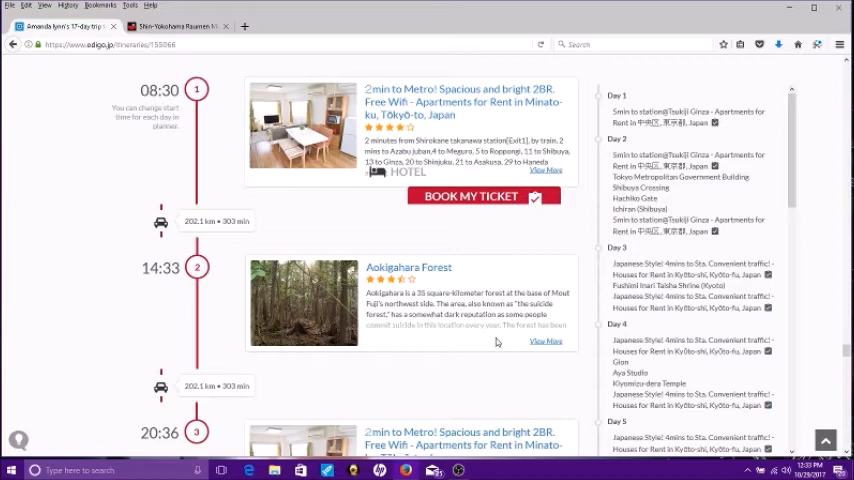 File Edit View History Bookmarks Tools Help
Amanda lynn's 17-day trip
Shin-Yokohama Raumen M
https://www.edigo.jp/itineraries/155066
Search
08:30
1
You can change start
time for each day in
planner.
2min to Metro! Spacious and bright 2BR.
Free Wifi - Apartments for Rent in Minato-
ku, Tōkyō-to, Japan
2 minutes from Shirokane takanawa station[Exit1], by train, 2
mins to Azabu juban,4 to Meguro, 5 to Roppongi, 11 to Shibuya,
13 to Ginza, 20 to Shinjuku, 21 to Asakusa, 29 to Haneda
HOTEL
View More
BOOK MY TICKET
202.1 km • 303 min
14:33
2
Aokigahara Forest
Aokigahara is a 35 square-kilometer forest at the base of Mout
Fuji's northwest side. The area, also known as "the suicide
forest," has a somewhat dark reputation as some people
commit suicide in this location every year. The forest has been
View More
202.1 km • 303 min
20:36
3
2min to Metro! Spacious and bright 2BR.
Free Wifi - Apartments for Rent in Minato-
Day 1
5min to station@Tsukiji Ginza - Apartments for
Rent in 中央区, 東京都, Japan
Day 2
5min to station@Tsukiji Ginza - Apartments for
Rent in 中央区, 東京都, Japan
Tokyo Metropolitan Government Building
Shibuya Crossing
Hachiko Gate
Ichiran (Shibuya)
5min to station@Tsukiji Ginza - Apartments for
Rent in 中央区, 東京都, Japan
Day 3
Japanese Style! 4mins to Sta. Convenient traffic! -
Houses for Rent in Kyōto-shi, Kyōto-fu, Japan
Fushimi Inari Taisha Shrine (Kyoto)
Japanese Style! 4mins to Sta. Convenient traffic! -
Houses for Rent in Kyōto-shi, Kyōto-fu, Japan
Day 4
Japanese Style! 4mins to Sta. Convenient traffic! -
Houses for Rent in Kyōto-shi, Kyōto-fu, Japan
Gion
Aya Studio
Kiyomizu-dera Temple
Japanese Style! 4mins to Sta. Convenient traffic! -
Houses for Rent in Kyōto-shi, Kyōto-fu, Japan
Day 5
Japanese Style! 4mins to Sta. Convenient traffic! -
Houses for Rent in Kyōto-shi, Kyōto-fu, Japan
Type here to search
12:33 PM
10/29/2017